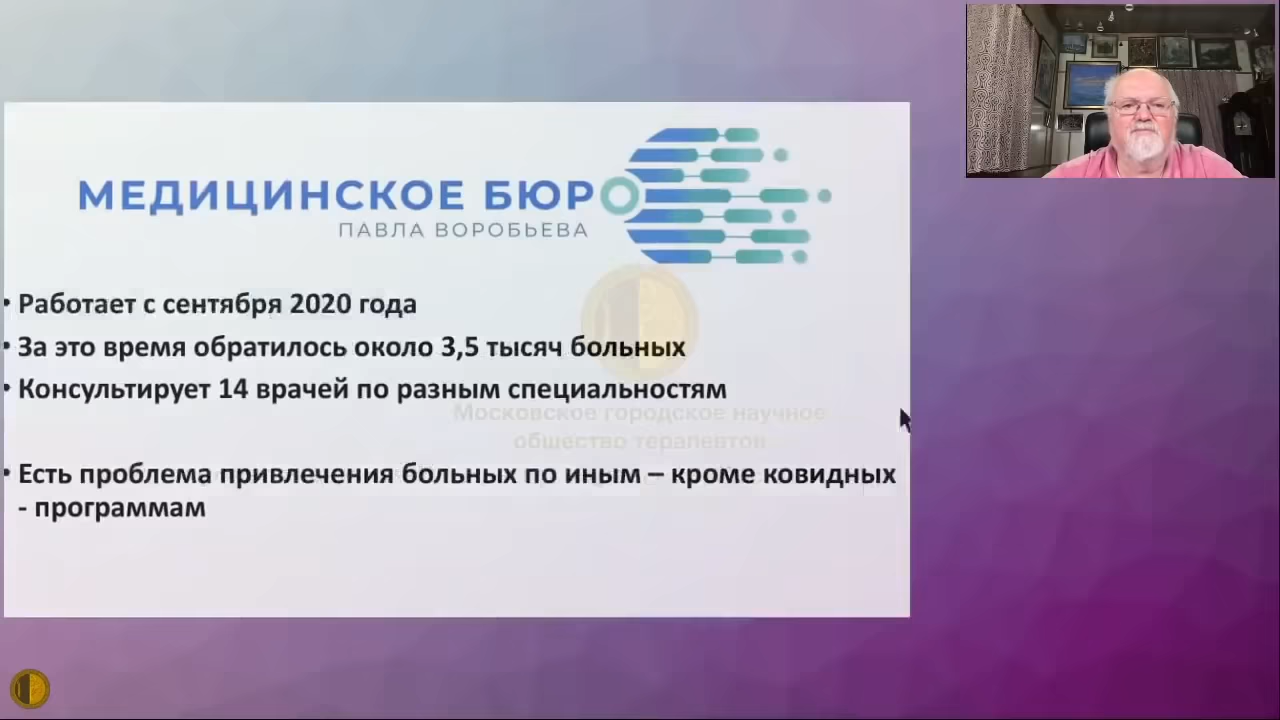 МЕДИЦИНСКОЕ БЮРО
ПАВЛА ВОРОБЬЕВА
• Работает с сентября 2020 года
• За это время обратилось около 3,5 тысяч больных
• Консультирует 14 врачей по разным специальностям
Московское городское научное
общество терапевтов
• Есть проблема привлечения больных по иным – кроме ковидных
- программам